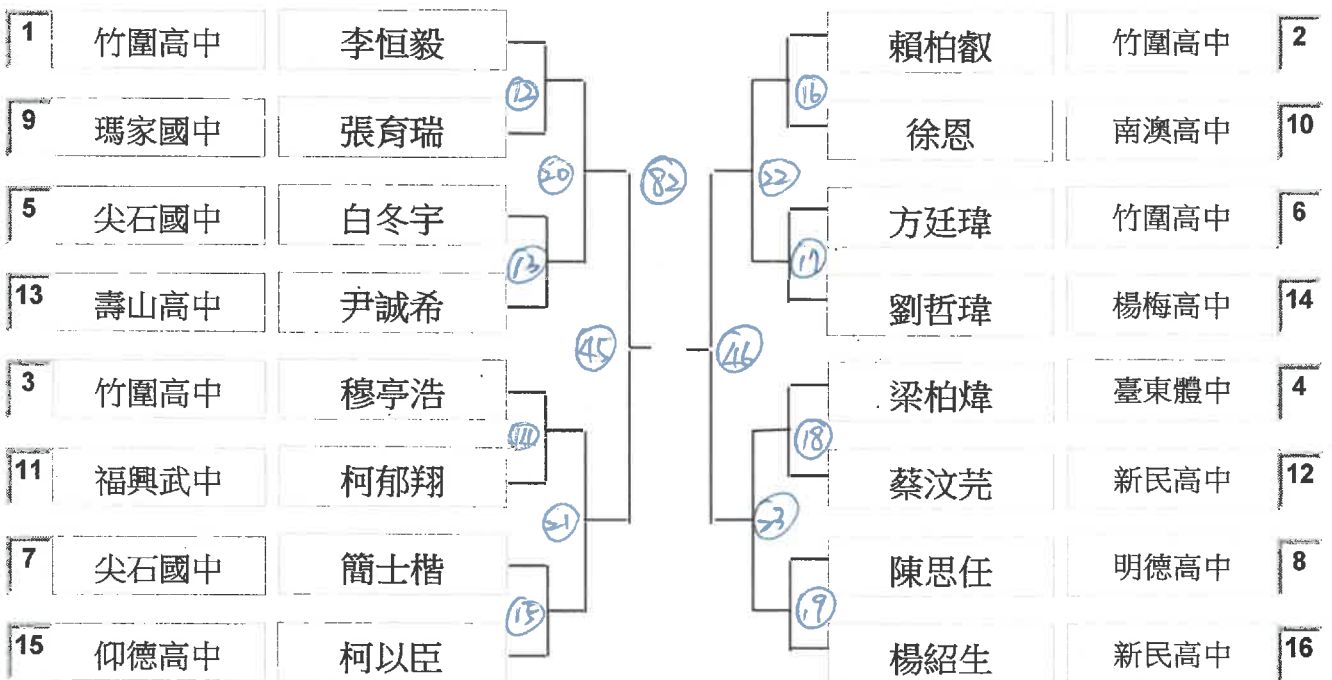 1 竹圍高中 李恒毅 賴柏叡 竹圍高中 2
12 16
9 瑪家國中 張育瑞 徐恩 南澳高中 10
20 82 22
5 尖石國中 白冬宇 方廷瑋 竹圍高中 6
13 17
13 壽山高中 尹誠希 劉哲瑋 楊梅高中 14
45 46
3 竹圍高中 穆亭浩 梁柏煒 臺東體中 4
14 18
11 福興武中 柯郁翔 蔡汶芫 新民高中 12
21 23
7 尖石國中 簡士楷 陳思任 明德高中 8
15 19
15 仰德高中 柯以臣 楊紹生 新民高中 16